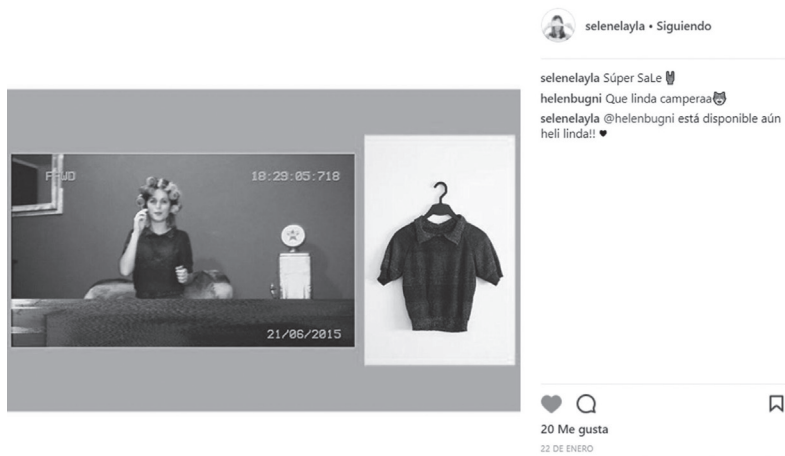 selenelayla • Siguiendo
selenelayla Súper SaLe 🤘
helenbugni Que linda camperaa🐱
selenelayla @helenbugni está disponible aún
heli linda!! ♥
18:29:05:718
21/06/2015
20 Me gusta
22 DE ENERO